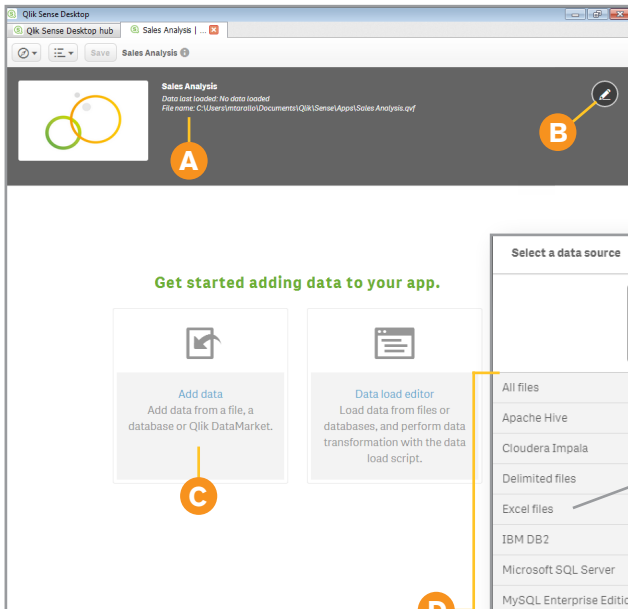 Qlik Sense Desktop
Qlik Sense Desktop hub
Sales Analysis | ...
Save
Sales Analysis
Sales Analysis
Data last loaded: No data loaded
File name: C:\Users\mtarallo\Documents\Qlik\Sense\Apps\Sales Analysis.qvf
A
B
Select a data source
Get started adding data to your app.
Add data
Add data from a file, a
database or Qlik DataMarket.
Data load editor
Load data from files or
databases, and perform data
transformation with the data
load script.
C
All files
Apache Hive
Cloudera Impala
Delimited files
Excel files
IBM DB2
Microsoft SQL Server
MySQL Enterprise Editio
D